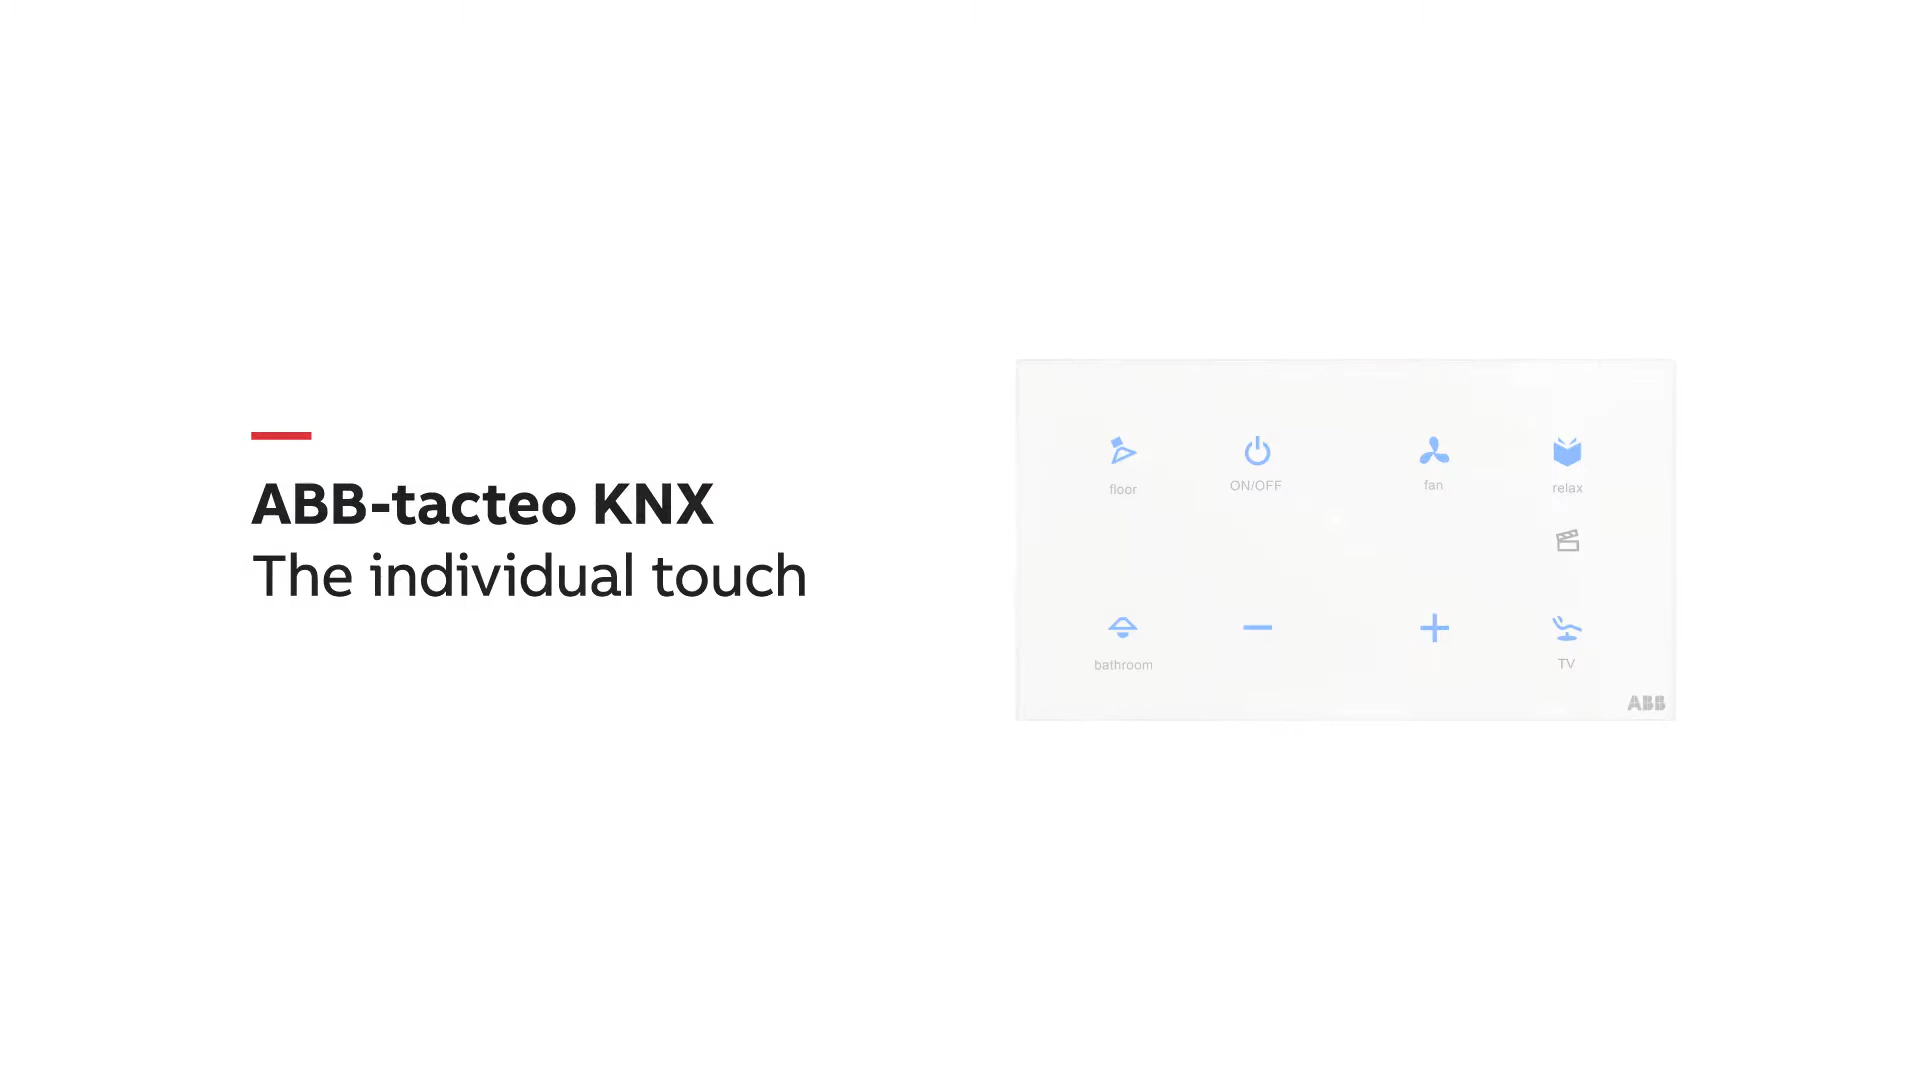 ABB-tacteo KNX
The individual touch
floor
ON/OFF
fan
relax
bathroom
TV
ABB